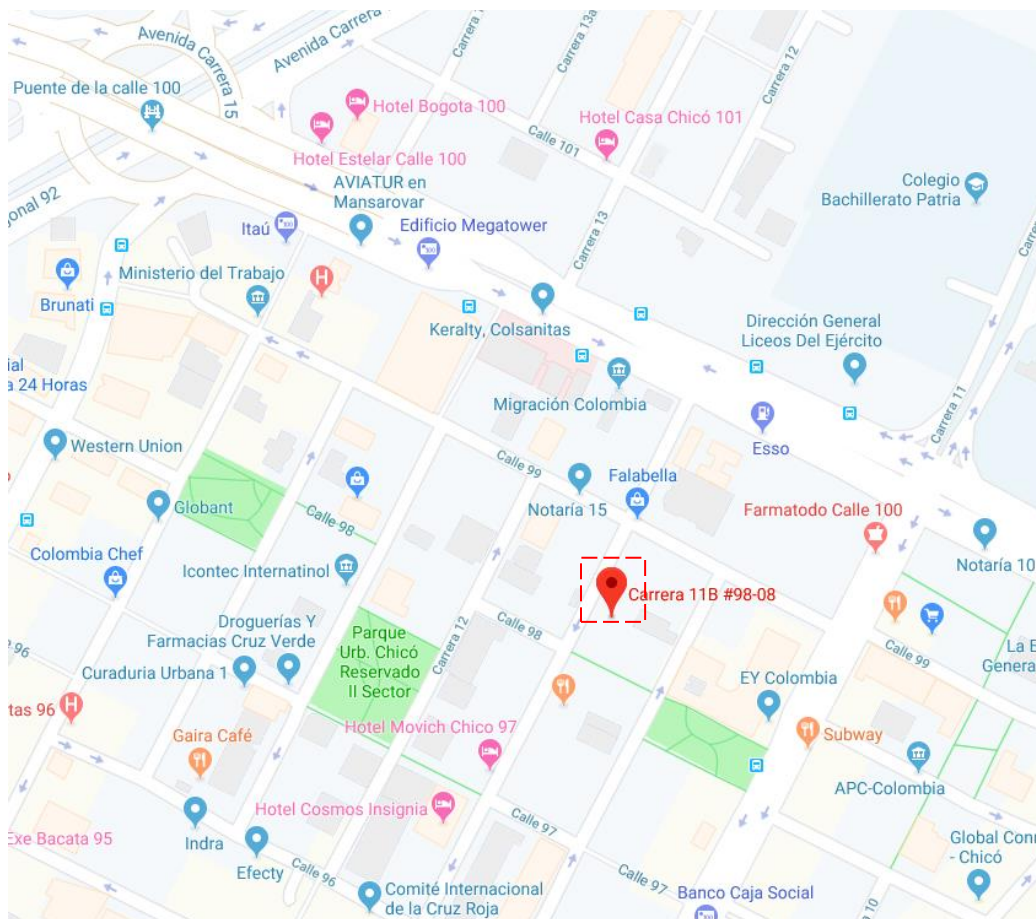 Avenida Carrera 15
Avenida Carrera
Carrera
Carrera 13a
Carrera 12
Puente de la calle 100
Hotel Bogota 100
Hotel Casa Chicó 101
Calle 101
Hotel Estelar Calle 100
AVIATUR en
Mansarovar
Colegio
Bachillerato Patria
gonal 92
Itaú
Edificio Megatower
Carrera 13
Ministerio del Trabajo
H
Brunati
Keralty, Colsanitas
Dirección General
Liceos Del Ejército
ial
a 24 Horas
Migración Colombia
Carrera 11
Western Union
Esso
Calle 99
Falabella
Notaría 15
Globant
Calle 98
Farmatodo Calle 100
Colombia Chef
Icontec Internatinol
Notaría 10
Carrera 11B #98-08
Droguerías Y
Farmacias Cruz Verde
Parque
Urb. Chicó
Reservado
II Sector
Carrera 12
Calle 98
e 96
Curaduria Urbana 1
Calle 99
La E
Genera
EY Colombia
tas 96
H
Hotel Movich Chico 97
Gaira Café
Subway
APC-Colombia
Hotel Cosmos Insignia
Exe Bacata 95
Indra
Calle 97
Global Conn
- Chicó
Efecty
Calle 96
Calle 97
Comité Internacional
de la Cruz Roja
Banco Caja Social
a 10